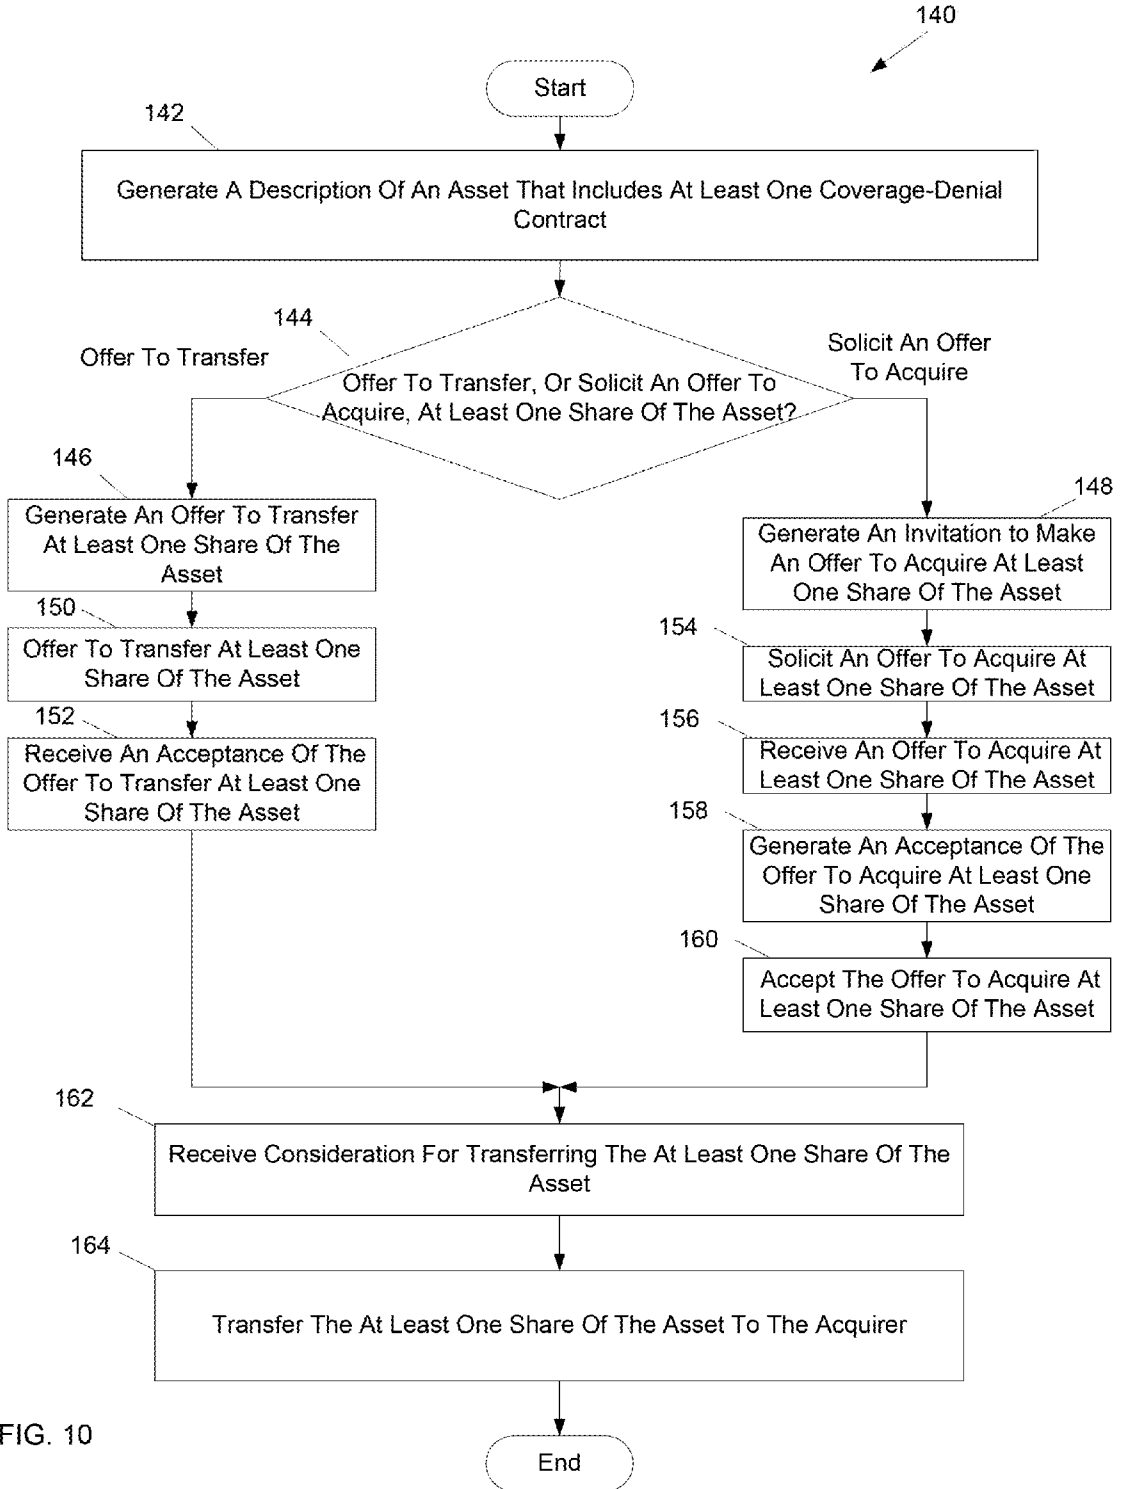 140
Start
142
Generate A Description Of An Asset That Includes At Least One Coverage-Denial
Contract
144
Offer To Transfer
Solicit An Offer
To Acquire
Offer To Transfer, Or Solicit An Offer To
Acquire, At Least One Share Of The Asset?
146
Generate An Offer To Transfer
At Least One Share Of The
Asset
150
Offer To Transfer At Least One
Share Of The Asset
152
Receive An Acceptance Of The
Offer To Transfer At Least One
Share Of The Asset
148
Generate An Invitation to Make
An Offer To Acquire At Least
One Share Of The Asset
154
Solicit An Offer To Acquire At
Least One Share Of The Asset
156
Receive An Offer To Acquire At
Least One Share Of The Asset
158
Generate An Acceptance Of The
Offer To Acquire At Least One
Share Of The Asset
160
Accept The Offer To Acquire At
Least One Share Of The Asset
162
Receive Consideration For Transferring The At Least One Share Of The
Asset
164
Transfer The At Least One Share Of The Asset To The Acquirer
FIG. 10
End